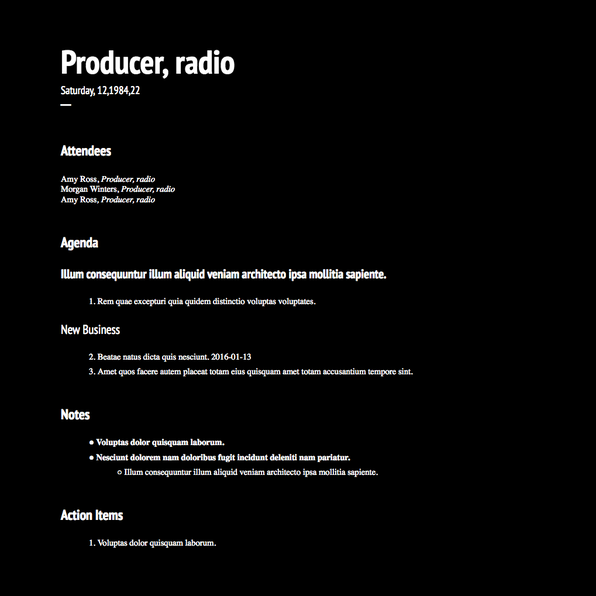 Producer, radio
Saturday, 12,1984,22
Attendees
Amy Ross, Producer, radio
Morgan Winters, Producer, radio
Amy Ross, Producer, radio
Agenda
Illum consequuntur illum aliquid veniam architecto ipsa mollitia sapiente.
1. Rem quae excepturi quia quidem distinctio voluptas voluptates.
New Business
2. Beatae natus dicta quis nesciunt. 2016-01-13
3. Amet quos facere autem placeat totam eius quisquam amet totam accusantium tempore sint.
Notes
● Voluptas dolor quisquam laborum.
● Nesciunt dolorem nam doloribus fugit incidunt deleniti nam pariatur.
○ Illum consequuntur illum aliquid veniam architecto ipsa mollitia sapiente.
Action Items
1. Voluptas dolor quisquam laborum.